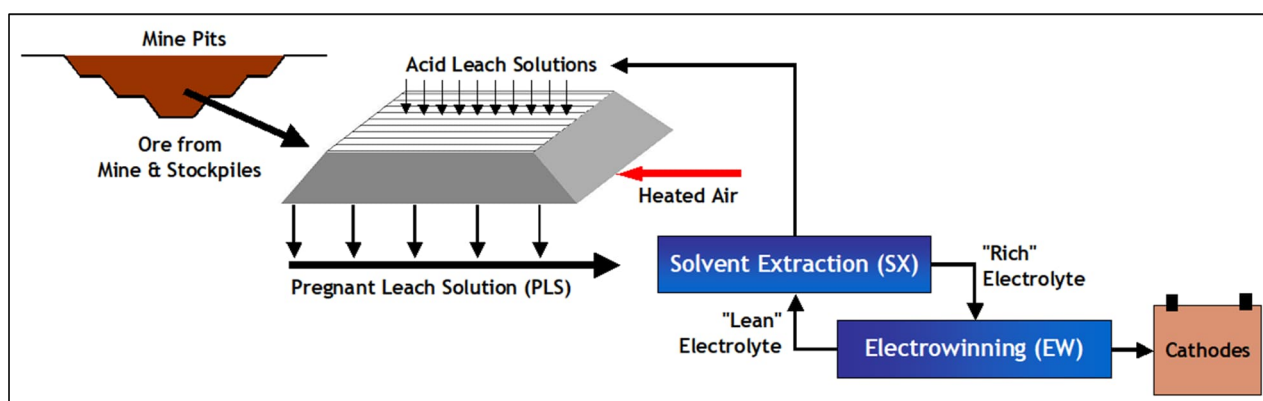 Mine Pits
Acid Leach Solutions
Ore from
Mine & Stockpiles
Heated Air
Pregnant Leach Solution (PLS)
Solvent Extraction (SX)
"Rich"
Electrolyte
"Lean"
Electrolyte
Electrowinning (EW)
Cathodes